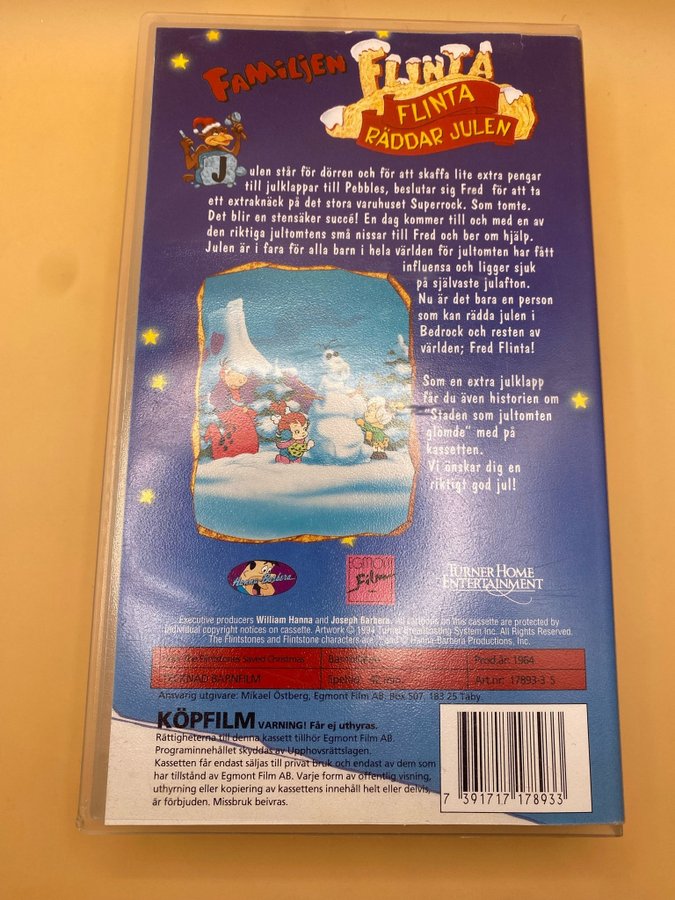 FAMILJEN FLINTA
FLINTA
RÄDDAR JULEN
Julen står för dörren och för att skaffa lite extra pengar
till julklappar till Pebbles, beslutar sig Fred för att ta
ett extraknäck på det stora varuhuset Superrock. Som tomte.
Det blir en stensäker succé! En dag kommer till och med en av
den riktiga jultomtens små nissar till Fred och ber om hjälp.
Julen är i fara för alla barn i hela världen för jultomten har fått
influensa och ligger sjuk
på självaste julafton.
Nu är det bara en person
som kan rädda julen i
Bedrock och resten av
världen; Fred Flinta!
Som en extra julklapp
får du även historien om
"Staden som jultomten
glömde" med på
kassetten.
Vi önskar dig en
riktigt god jul!
Hanna-Barbera
EGMONT
Film
TURNER HOME
ENTERTAINMENT
Executive producers William Hanna and Joseph Barbera. All cartoons on this cassette are protected by
individual copyright notices on cassette. Artwork © 1994 Turner Broadcasting System Inc. All Rights Reserved.
The Flintstones and Flintstone characters are and © Hanna-Barbera Productions, Inc.
The Flintstones Saved Christmas
Barntillåten
Prod.år: 1964
TECKNAD BARNFILM
Speltid: 42 min.
Art.nr: 17893-3 S
Ansvarig utgivare: Mikael Östberg, Egmont Film AB. Box 507. 183 25 Täby.
KÖPFILM VARNING! Får ej uthyras.
Rättigheterna till denna kassett tillhör Egmont Film AB.
Programinnehållet skyddas av Upphovsrättslagen.
Kassetten får endast säljas till privat bruk och endast av dem som
har tillstånd av Egmont Film AB. Varje form av offentlig visning,
uthyrning eller kopiering av kassettens innehåll helt eller delvis,
är förbjuden. Missbruk beivras.
7 391717 178933